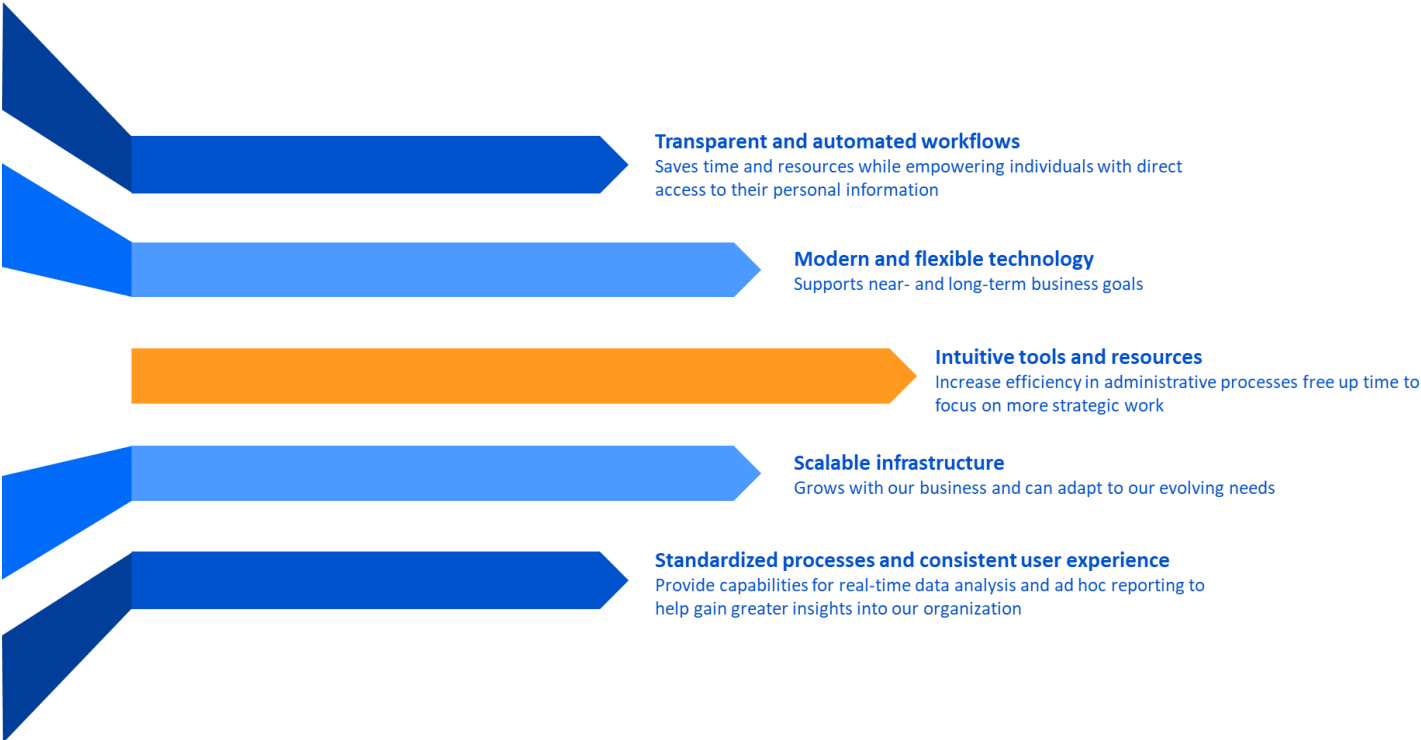 Transparent and automated workflows
Saves time and resources while empowering individuals with direct
access to their personal information
Modern and flexible technology
Supports near- and long-term business goals
Intuitive tools and resources
Increase efficiency in administrative processes free up time to
focus on more strategic work
Scalable infrastructure
Grows with our business and can adapt to our evolving needs
Standardized processes and consistent user experience
Provide capabilities for real-time data analysis and ad hoc reporting to
help gain greater insights into our organization